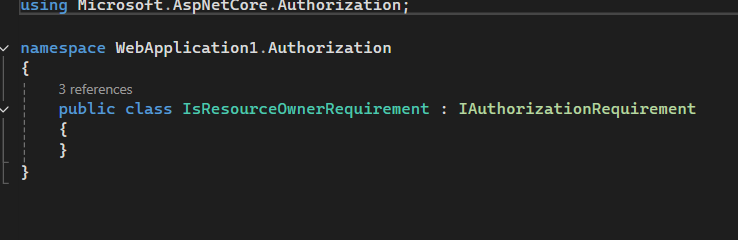 using Microsoft.AspNetCore.Authorization;
namespace WebApplication1.Authorization
{
3 references
public class IsResourceOwnerRequirement : IAuthorizationRequirement
{
}
}